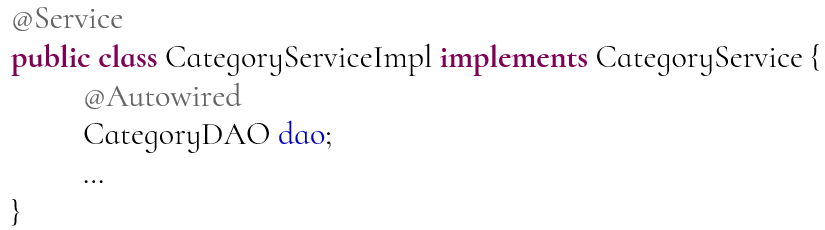 @Service
public class CategoryServiceImpl implements CategoryService {
@Autowired
CategoryDAO dao;
...
}